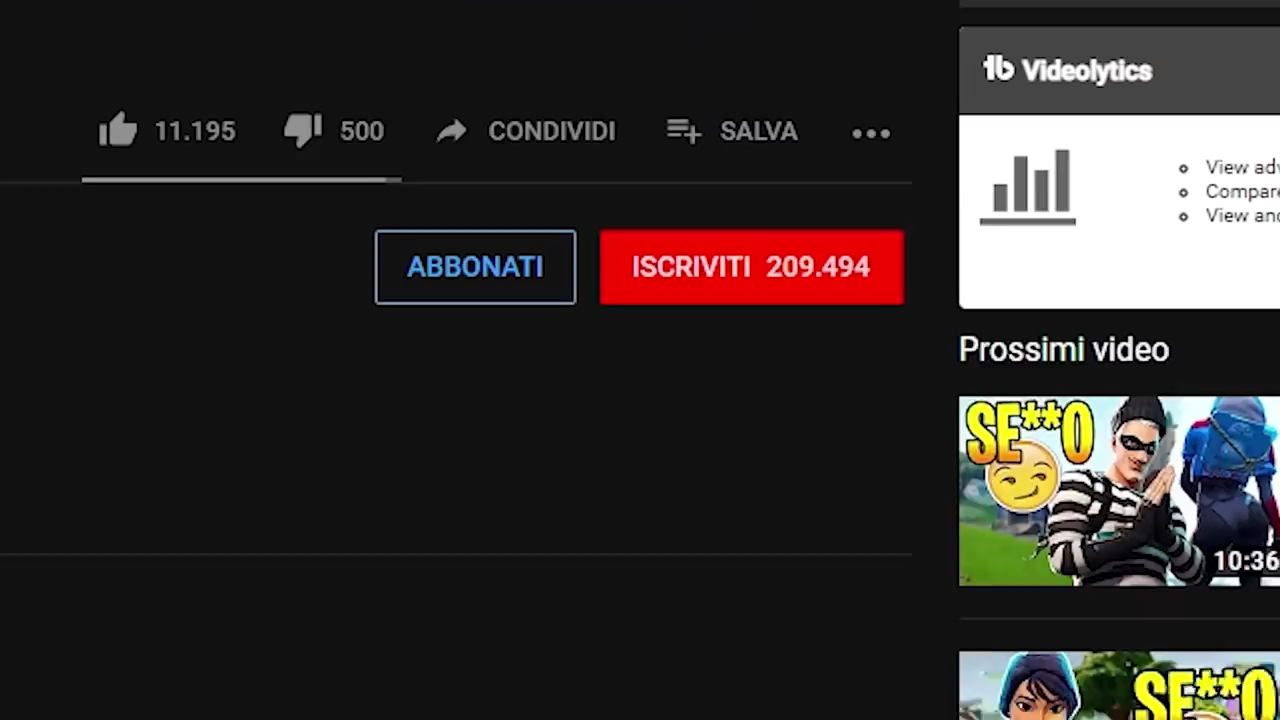 11.195 500 CONDIVIDI SALVA
ABBONATI ISCRIVITI 209.494
Videolytics
View adv
Compare
View and
Prossimi video
SE**O
10:36
SE**O